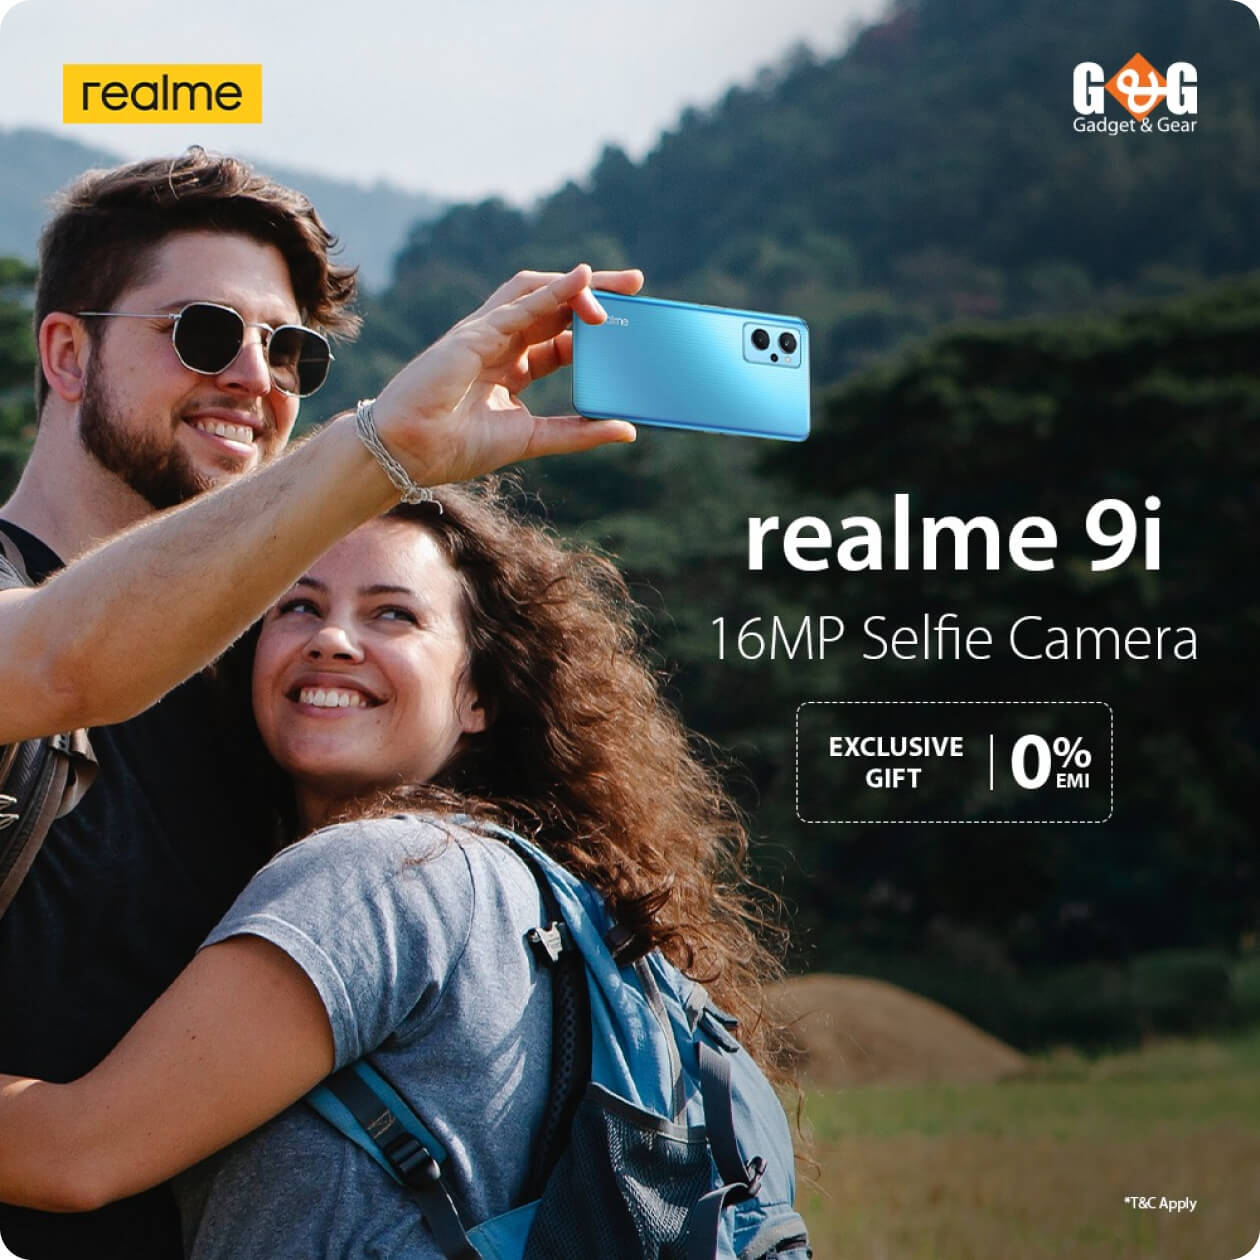 realme
G&G
Gadget & Gear
realme 9i
16MP Selfie Camera
EXCLUSIVE
GIFT
0%
EMI
*T&C Apply